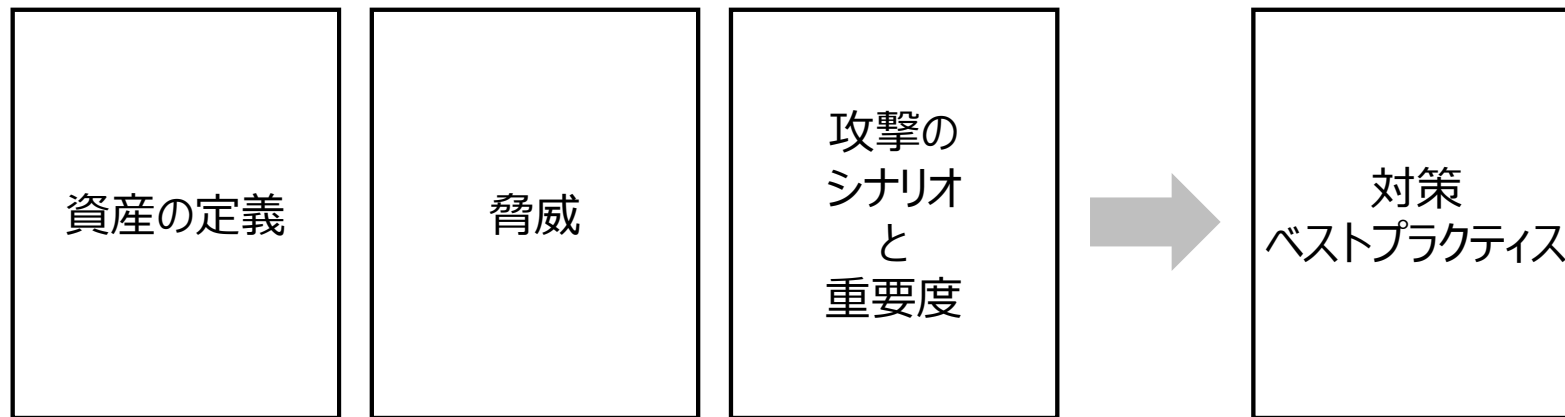 資産の定義
脅威
攻撃の
シナリオ
と
重要度
対策
ベストプラクティス